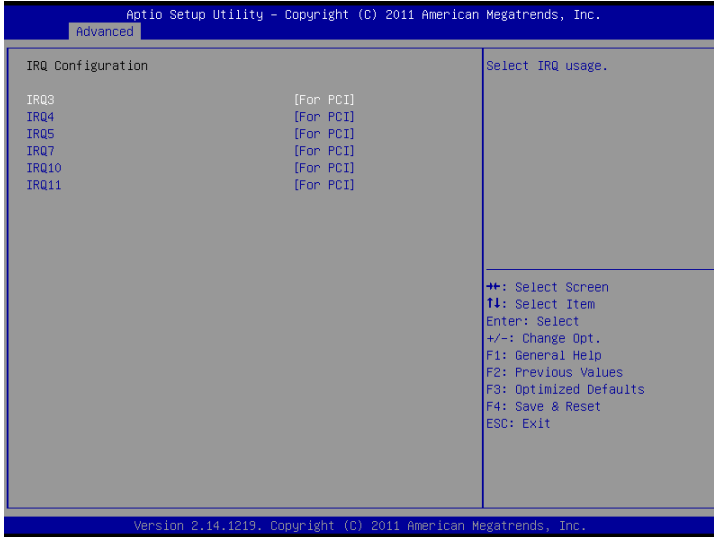 Aptio Setup Utility – Copyright (C) 2011 American Megatrends, Inc.
Advanced
IRQ Configuration
IRQ3 [For PCI]
IRQ4 [For PCI]
IRQ5 [For PCI]
IRQ7 [For PCI]
IRQ10 [For PCI]
IRQ11 [For PCI]
Select IRQ usage.
→←: Select Screen
↑↓: Select Item
Enter: Select
+/-: Change Opt.
F1: General Help
F2: Previous Values
F3: Optimized Defaults
F4: Save & Reset
ESC: Exit
Version 2.14.1219. Copyright (C) 2011 American Megatrends, Inc.